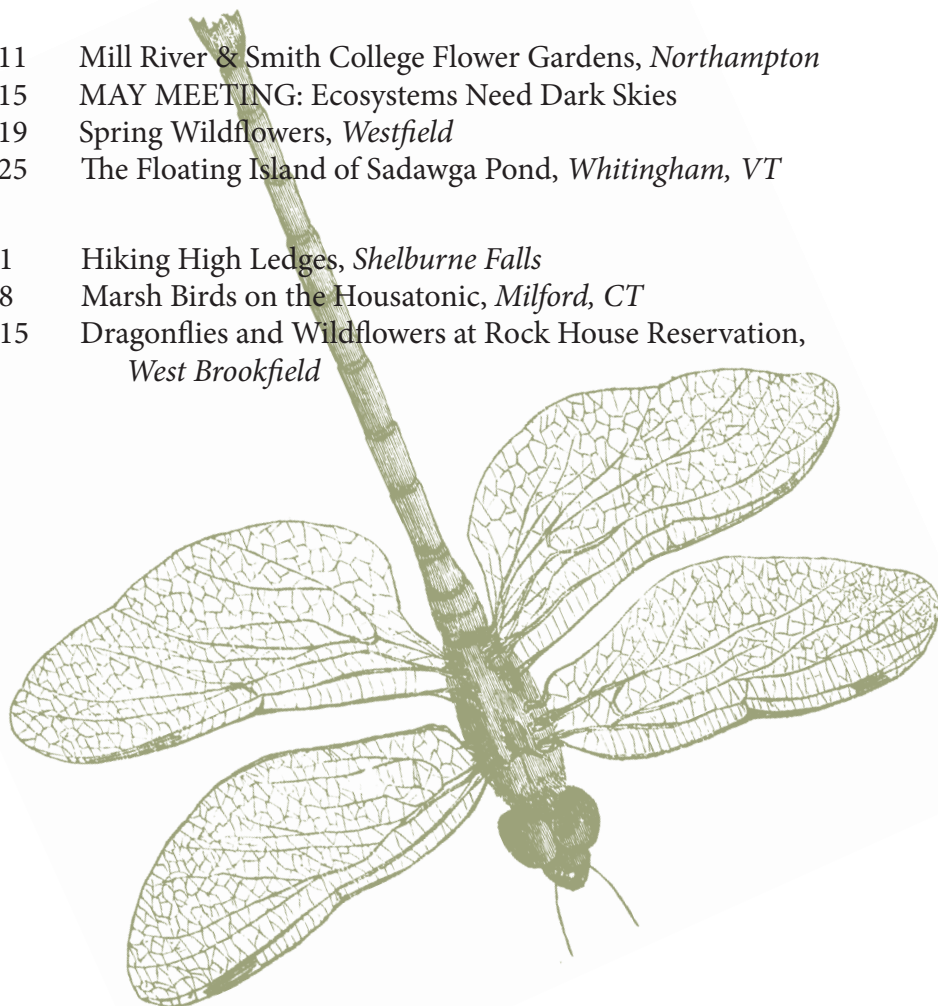 11 Mill River & Smith College Flower Gardens, Northampton
15 MAY MEETING: Ecosystems Need Dark Skies
19 Spring Wildflowers, Westfield
25 The Floating Island of Sadawga Pond, Whitingham, VT
1 Hiking High Ledges, Shelburne Falls
8 Marsh Birds on the Housatonic, Milford, CT
15 Dragonflies and Wildflowers at Rock House Reservation,
West Brookfield